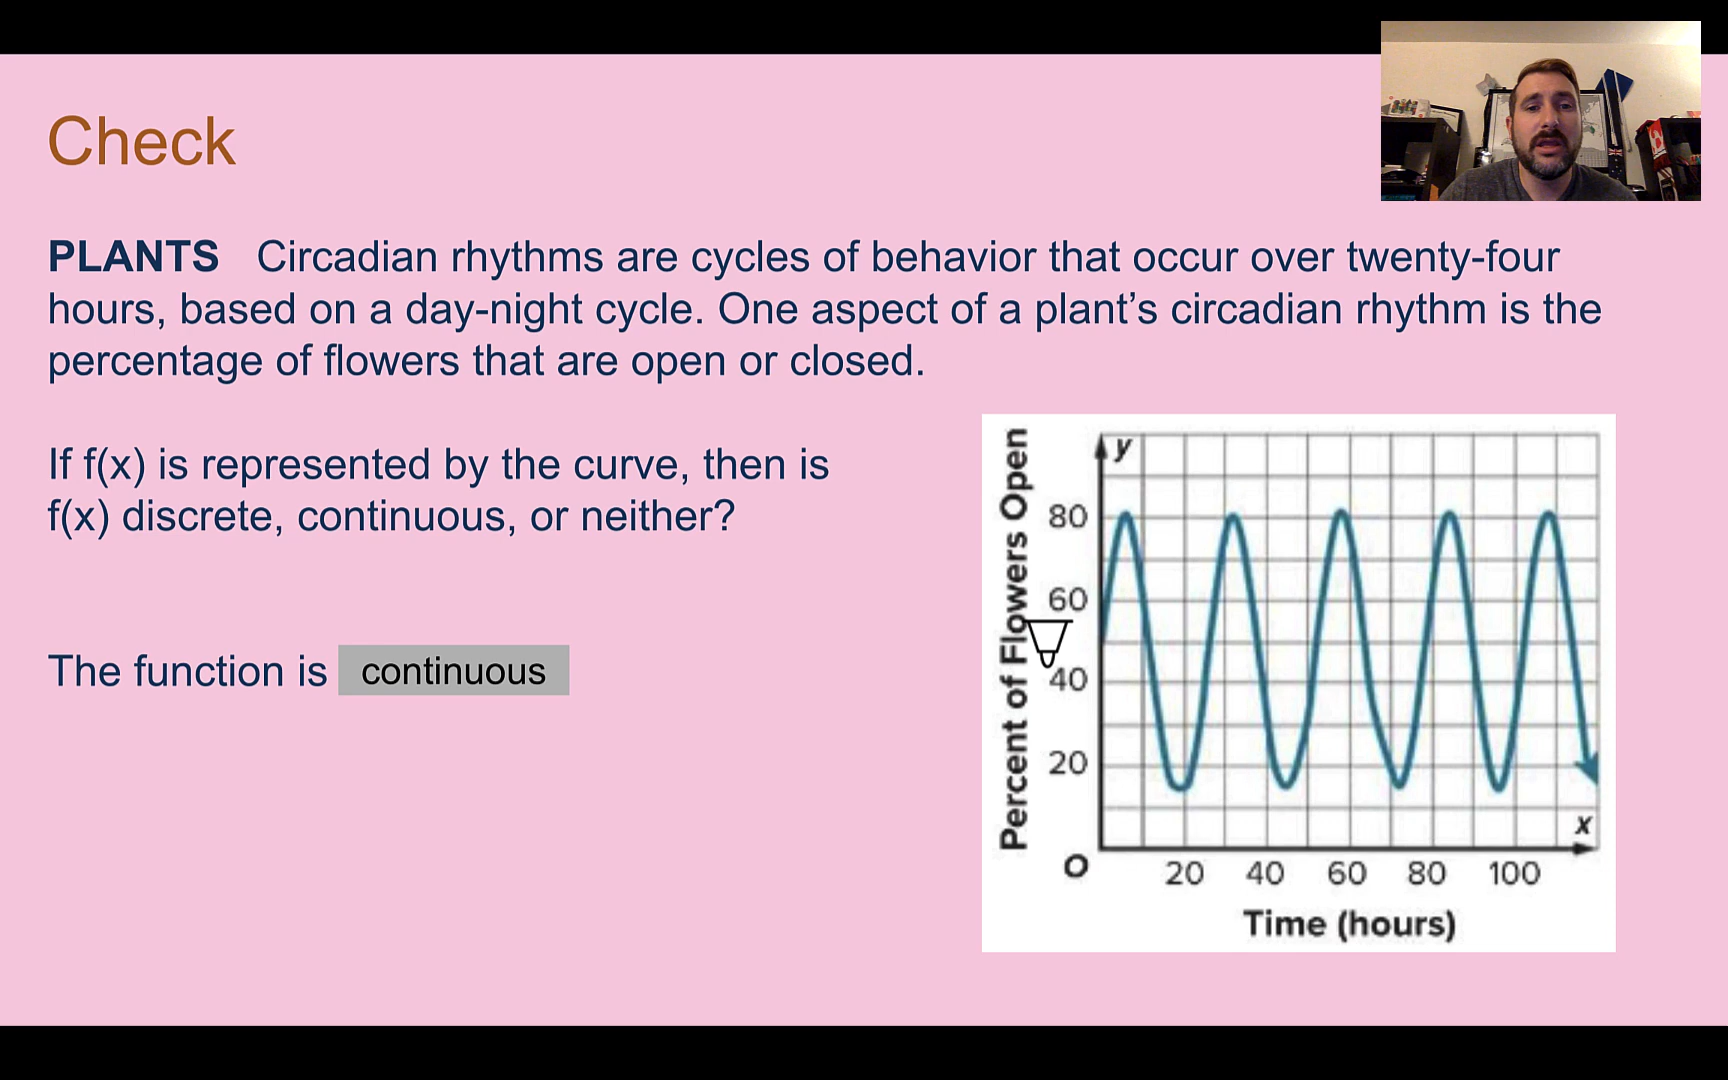 Check
PLANTS Circadian rhythms are cycles of behavior that occur over twenty-four
hours, based on a day-night cycle. One aspect of a plant’s circadian rhythm is the
percentage of flowers that are open or closed.
If f(x) is represented by the curve, then is
f(x) discrete, continuous, or neither?
The function is continuous
Percent of Flowers Open
y
80
60
40
20
O
x
20 40 60 80 100
Time (hours)